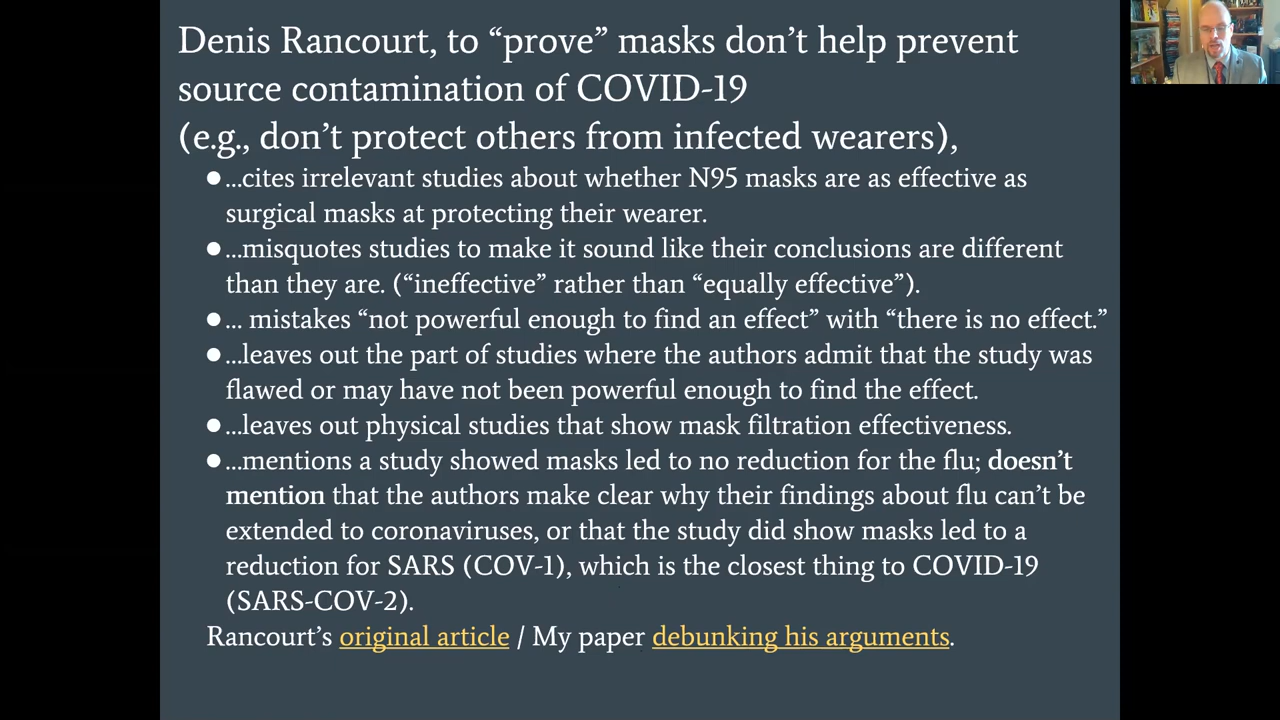 Denis Rancourt, to “prove” masks don’t help prevent
source contamination of COVID-19
(e.g., don’t protect others from infected wearers),
●...cites irrelevant studies about whether N95 masks are as effective as
surgical masks at protecting their wearer.
●...misquotes studies to make it sound like their conclusions are different
than they are. (“ineffective” rather than “equally effective”).
●... mistakes “not powerful enough to find an effect” with “there is no effect.”
●...leaves out the part of studies where the authors admit that the study was
flawed or may have not been powerful enough to find the effect.
●...leaves out physical studies that show mask filtration effectiveness.
●...mentions a study showed masks led to no reduction for the flu; doesn’t
mention that the authors make clear why their findings about flu can’t be
extended to coronaviruses, or that the study did show masks led to a
reduction for SARS (COV-1), which is the closest thing to COVID-19
(SARS-COV-2).
Rancourt’s original article / My paper debunking his arguments.